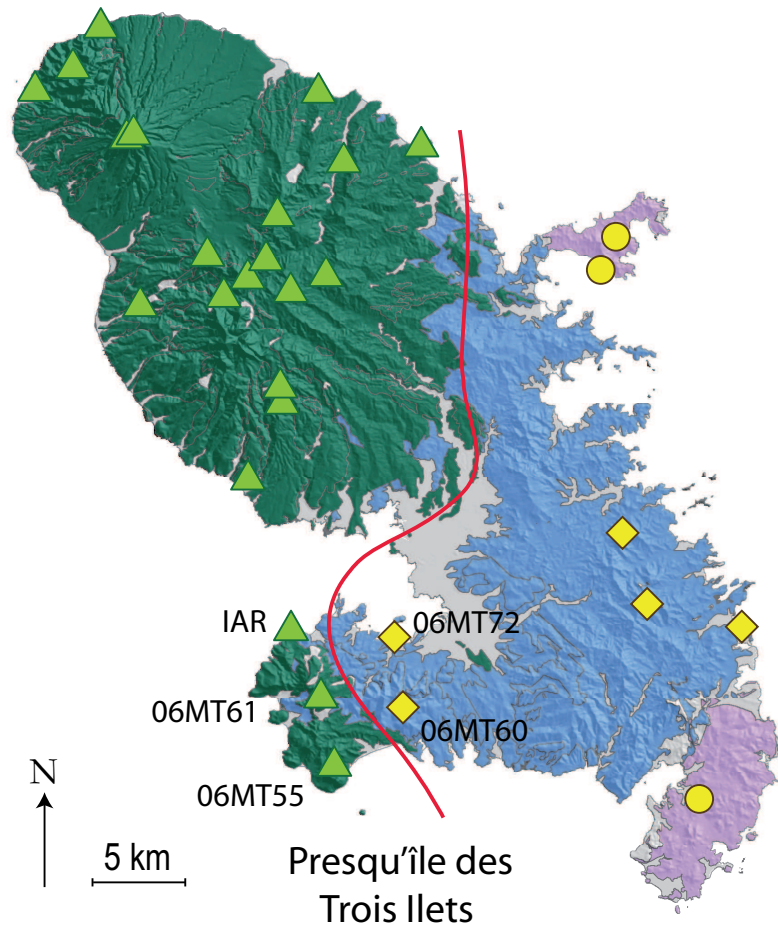 IAR
06MT72
06MT61
06MT60
06MT55
N
5 km
Presqu'île des
Trois Ilets